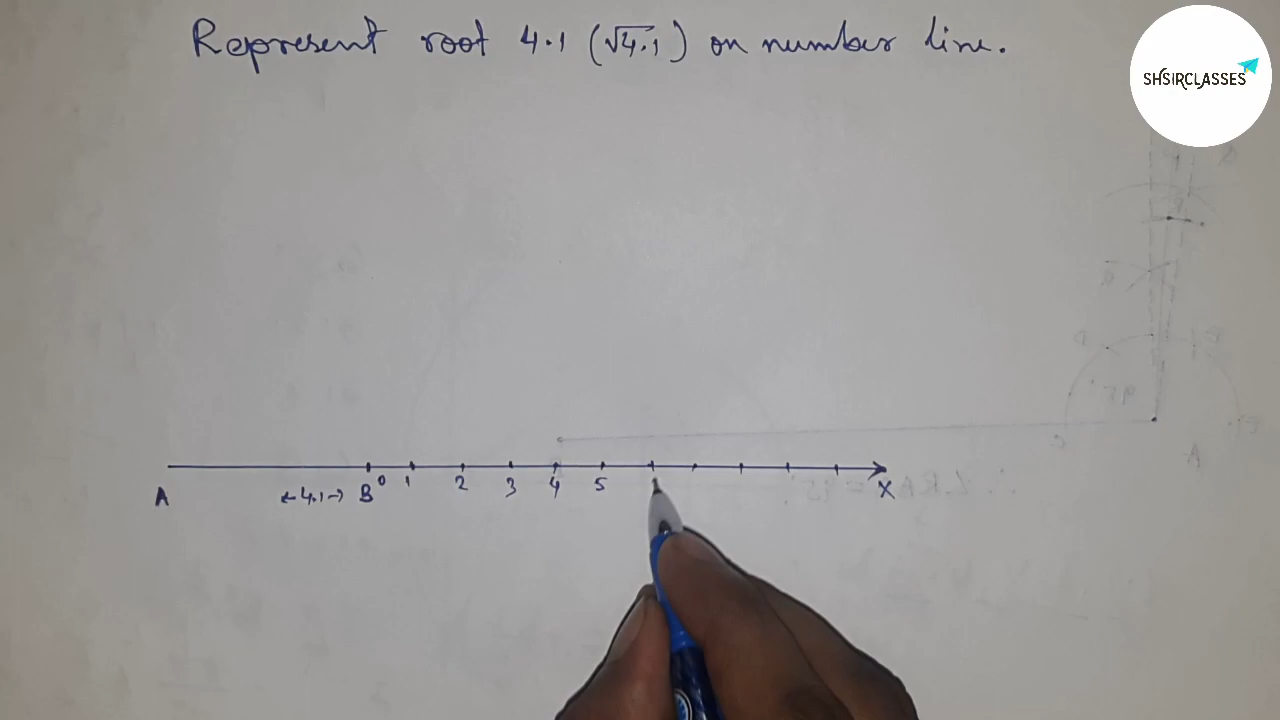 Represent root 4.1 (√4.1) on number line.
SHSIRCLASSES
A ←4.1→ B 0 1 2 3 4 5 X